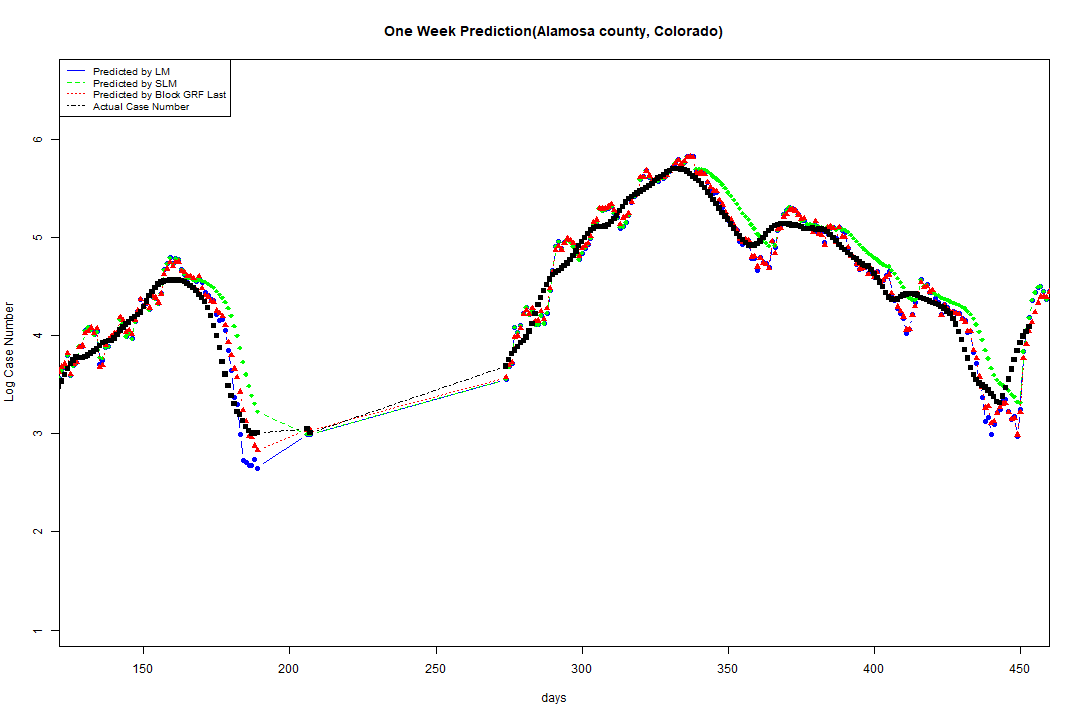 One Week Prediction(Alamosa county, Colorado)
Predicted by LM
Predicted by SLM
Predicted by Block GRF Last
Actual Case Number
6
5
4
3
2
1
Log Case Number
150 200 250 300 350 400 450
days